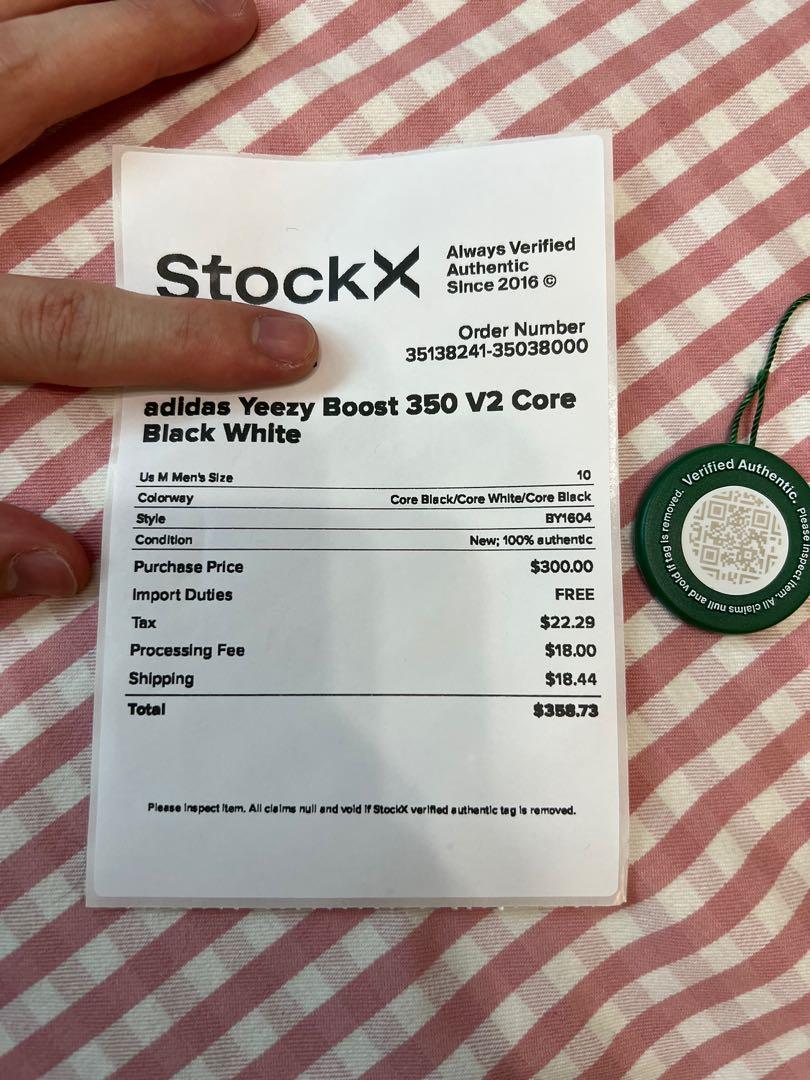 StockX
Always Verified
Authentic
SInce 2016 ©
Order Number
35138241-35038000
adidas Yeezy Boost 350 V2 Core
Black White
Us M Men's Size 10
Colorway Core Black/Core White/Core Black
Style BY1604
Condition New; 100% authentic
Purchase Price $300.00
Import Duties FREE
Tax $22.29
Processing Fee $18.00
Shipping $18.44
Total $358.73
Please Inspect Item. All claims null and void If StockX verified authentic tag is removed.
Verified Authentic. Please inspect item. All claims null and void if tag is removed.